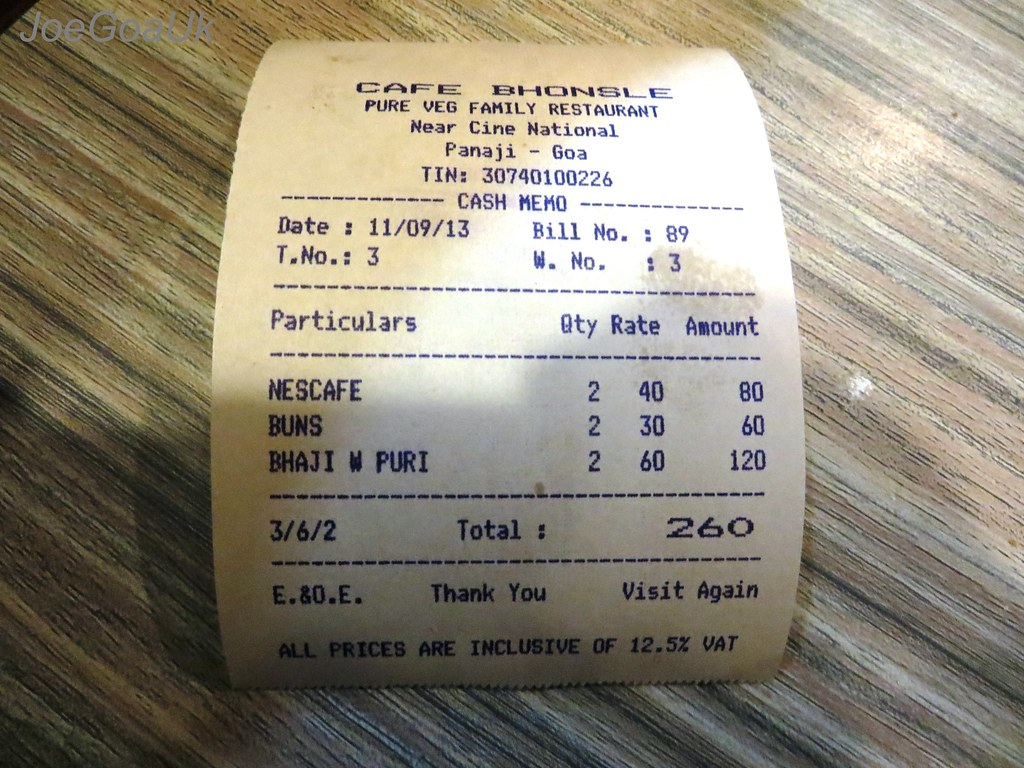 JoeGoaUk
CAFE BHONSLE
PURE VEG FAMILY RESTAURANT
Near Cine National
Panaji - Goa
TIN: 30740100226
------------- CASH MEMO -------------
Date : 11/09/13 Bill No. : 89
T.No.: 3 W. No. : 3
Particulars Qty Rate Amount
NESCAFE 2 40 80
BUNS 2 30 60
BHAJI W PURI 2 60 120
3/6/2 Total : 260
E.&O.E. Thank You Visit Again
ALL PRICES ARE INCLUSIVE OF 12.5% VAT